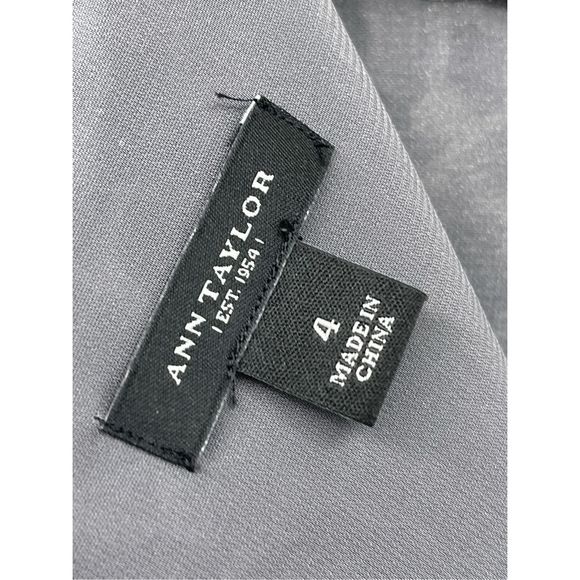 ANN TAYLOR
| EST. 1954 |
4
MADE IN
CHINA